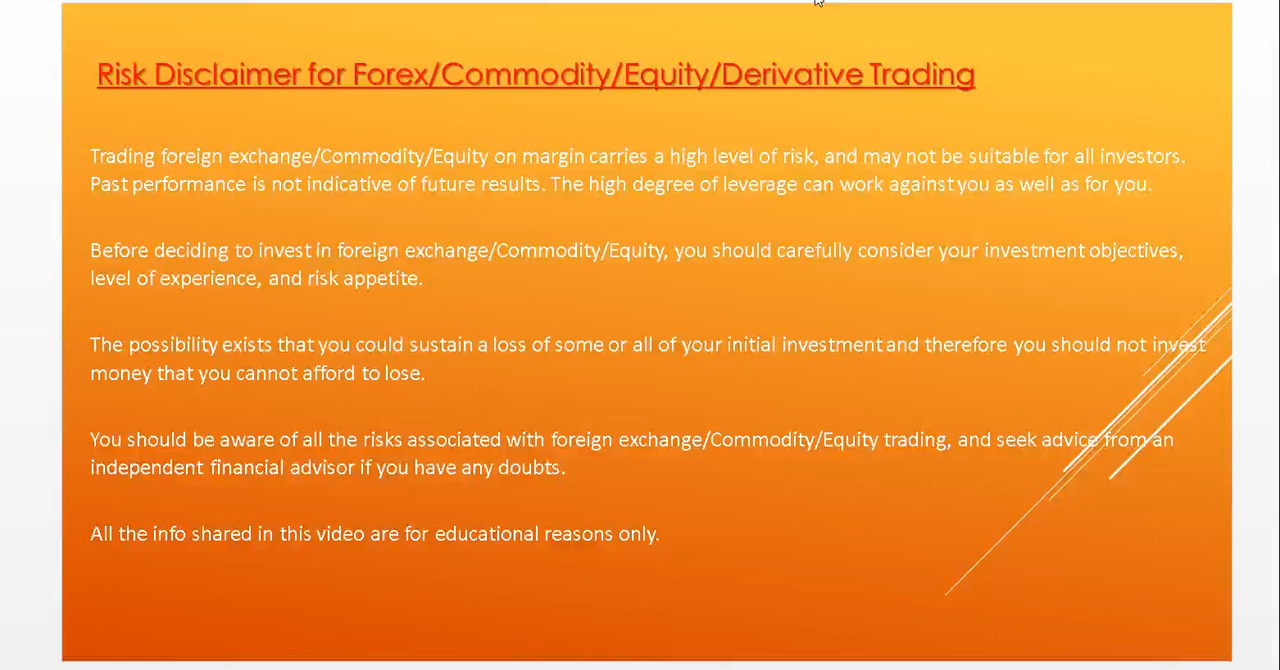 Risk Disclaimer for Forex/Commodity/Equity/Derivative Trading
Trading foreign exchange/Commodity/Equity on margin carries a high level of risk, and may not be suitable for all investors.
Past performance is not indicative of future results. The high degree of leverage can work against you as well as for you.
Before deciding to invest in foreign exchange/Commodity/Equity, you should carefully consider your investment objectives,
level of experience, and risk appetite.
The possibility exists that you could sustain a loss of some or all of your initial investment and therefore you should not invest
money that you cannot afford to lose.
You should be aware of all the risks associated with foreign exchange/Commodity/Equity trading, and seek advice from an
independent financial advisor if you have any doubts.
All the info shared in this video are for educational reasons only.